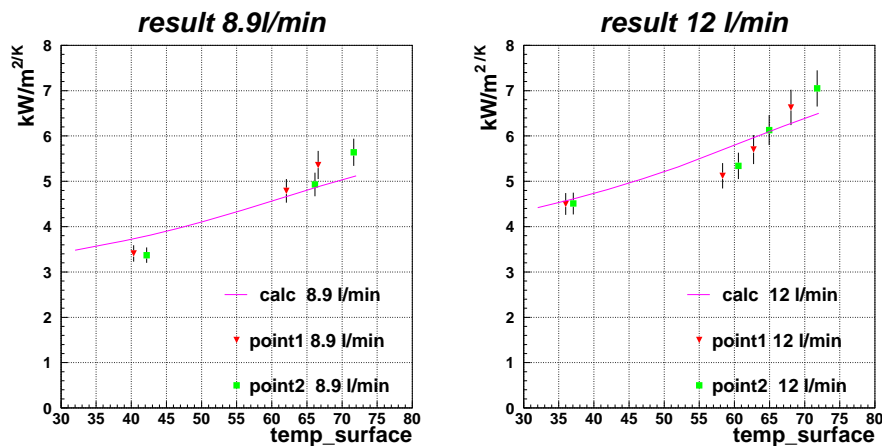 result 8.9l/min
kW/m2/K
8
7
6
5
4
3
2
1
0
calc 8.9 l/min
point1 8.9 l/min
point2 8.9 l/min
30 35 40 45 50 55 60 65 70 75 80
temp_surface
result 12 l/min
kW/m2/K
8
7
6
5
4
3
2
1
0
calc 12 l/min
point1 12 l/min
point2 12 l/min
30 35 40 45 50 55 60 65 70 75 80
temp_surface